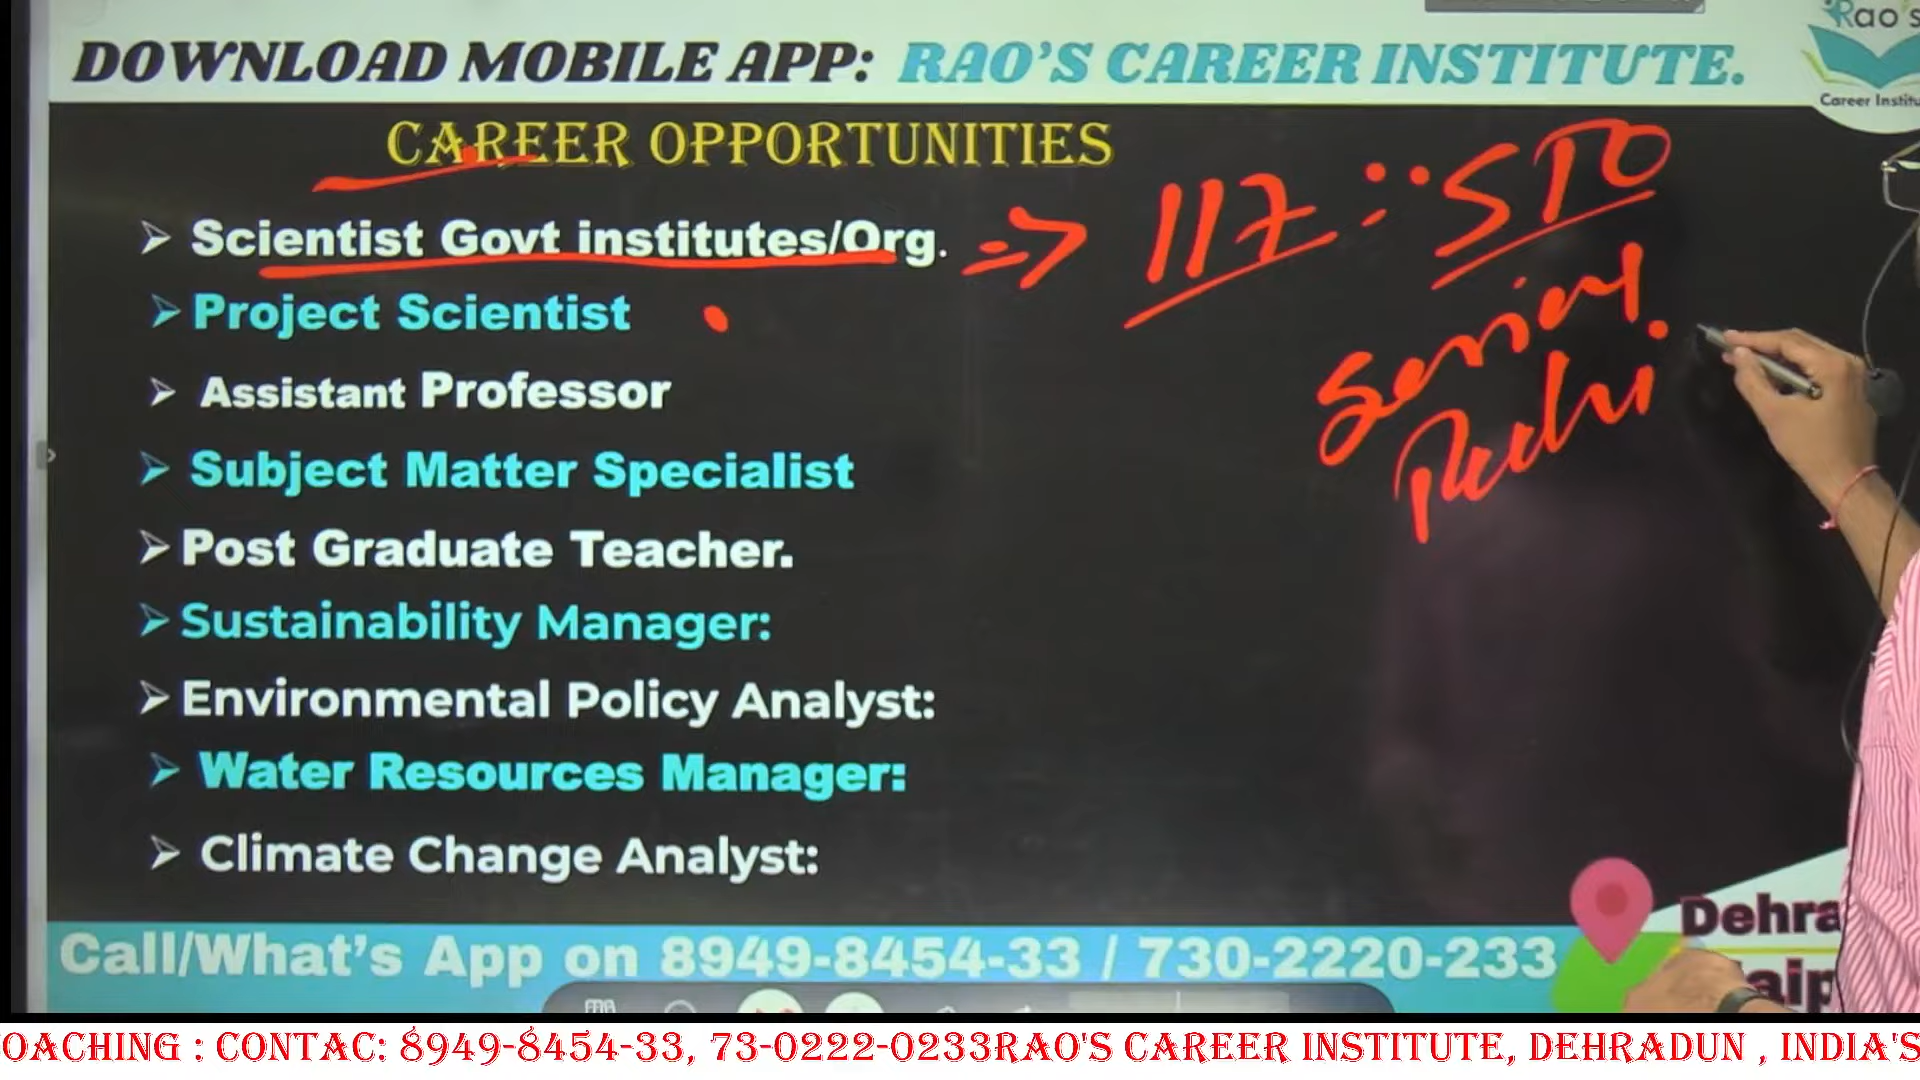 Rao's
DOWNLOAD MOBILE APP: RAO'S CAREER INSTITUTE.
Career Institu
CAREER OPPORTUNITIES
Scientist Govt institutes/Org. => 117 :: STO
Project Scientist
Assistant Professor
Subject Matter Specialist
Post Graduate Teacher.
Sustainability Manager:
Environmental Policy Analyst:
Water Resources Manager:
Climate Change Analyst:
Dehra
Call/What's App on 8949-8454-33 / 730-2220-233
aip
OACHING : CONTAC: 8949-8454-33, 73-0222-0233RAO'S CAREER INSTITUTE, DEHRADUN , INDIA'S